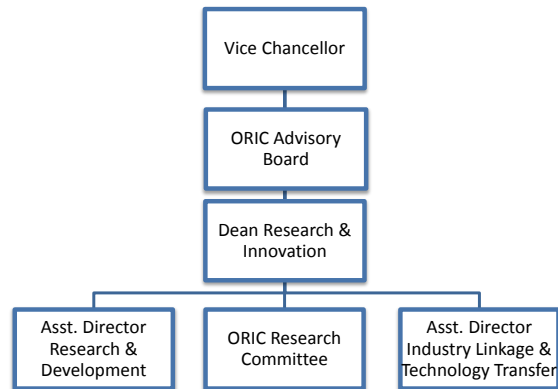 Vice Chancellor
ORIC Advisory
Board
Dean Research &
Innovation
Asst. Director
Research &
Development
ORIC Research
Committee
Asst. Director
Industry Linkage &
Technology Transfer